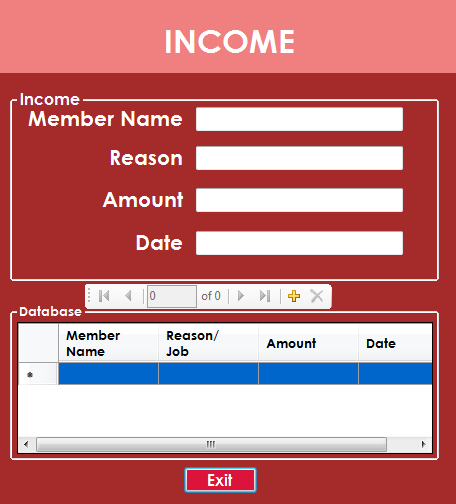 INCOME
Income
Member Name
Reason
Amount
Date
0 of 0
Database
Member Name Reason/ Job Amount Date
Exit